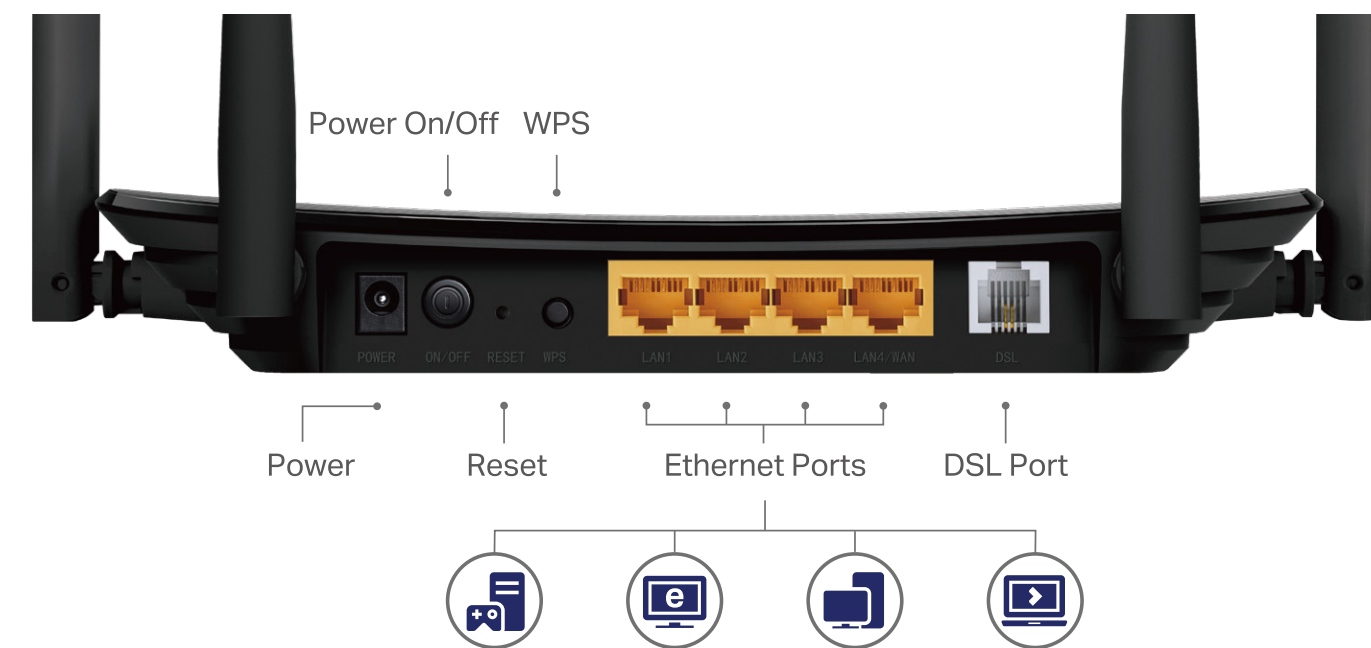 Power On/Off WPS
POWER ON/OFF RESET WPS LAN1 LAN2 LAN3 LAN4/WAN DSL
Power Reset Ethernet Ports DSL Port
e